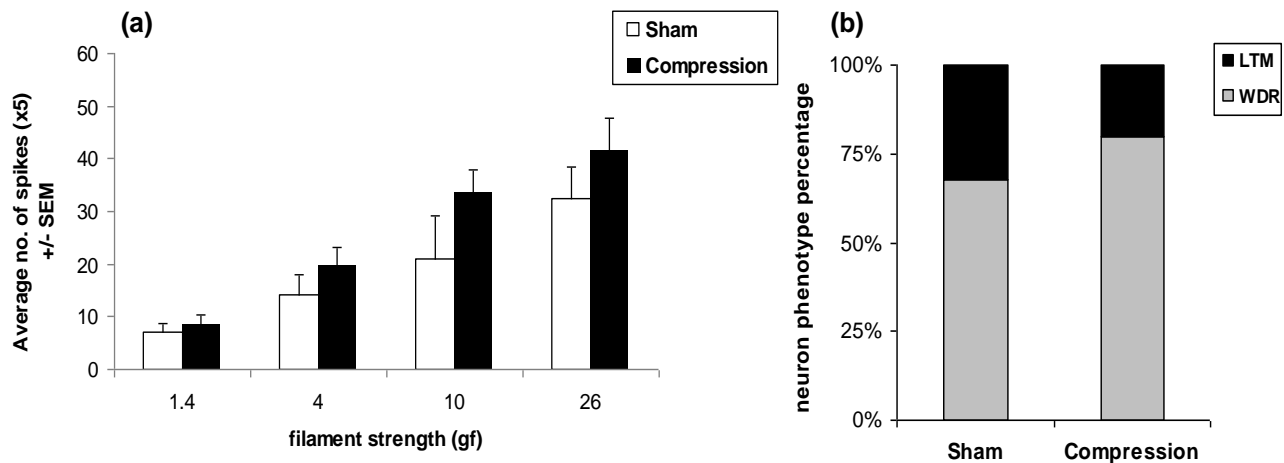 (a)
Sham
Compression
60
50
40
30
20
10
0
Average no. of spikes (x5)
+/- SEM
1.4 4 10 26
filament strength (gf)
(b)
LTM
WDR
100%
75%
50%
25%
0%
neuron phenotype percentage
Sham Compression